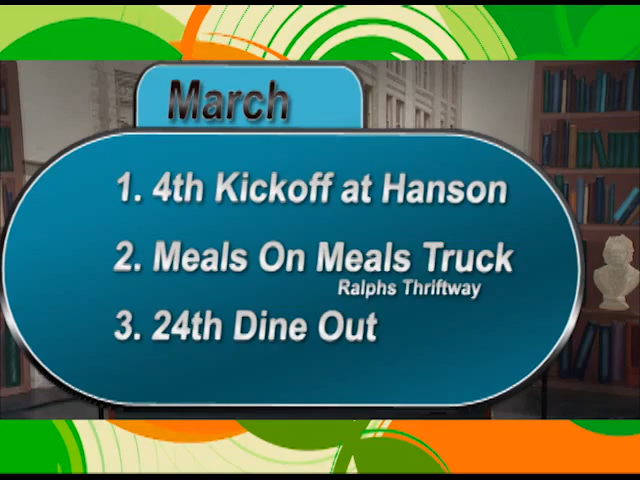 March
1. 4th Kickoff at Hanson
2. Meals On Meals Truck
Ralphs Thriftway
3. 24th Dine Out